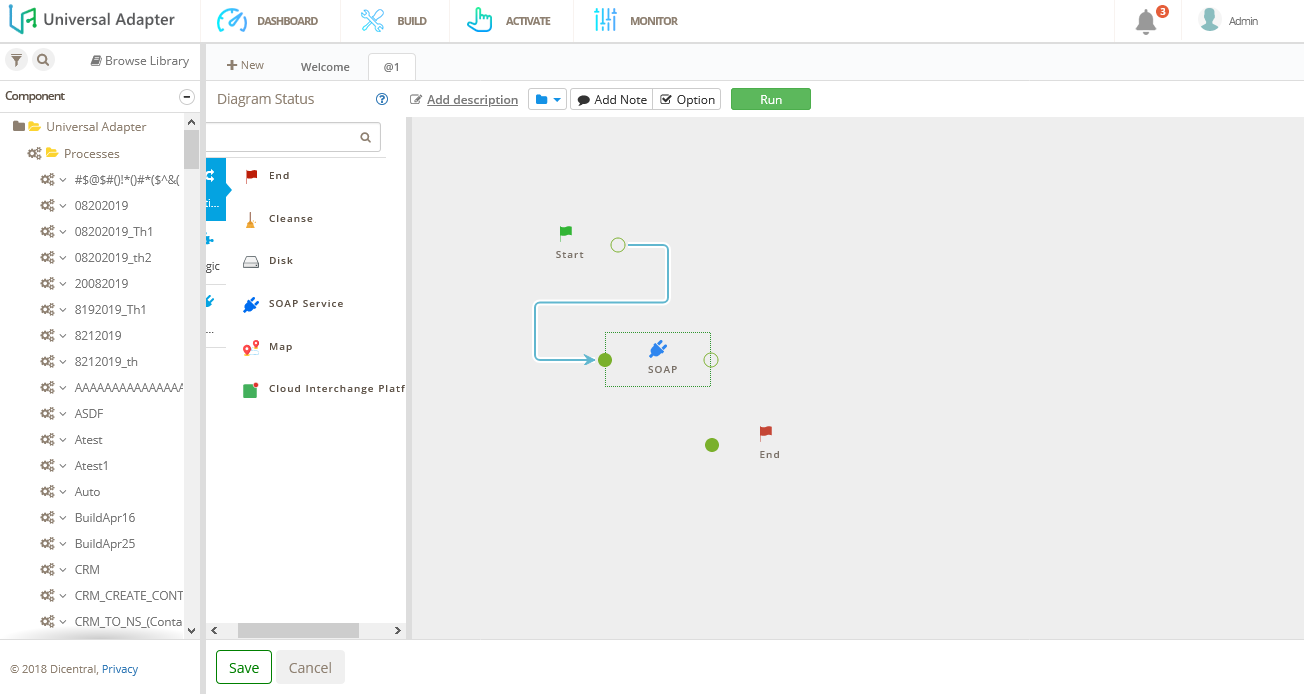 Universal Adapter
DASHBOARD
BUILD
ACTIVATE
MONITOR
3
Admin
Browse Library
Component
Universal Adapter
Processes
#$@$#()!*()#*($^&(
08202019
08202019_Th1
08202019_th2
20082019
8192019_Th1
8212019
8212019_th
AAAAAAAAAAAAAAA
ASDF
Atest
Atest1
Auto
BuildApr16
BuildApr25
CRM
CRM_CREATE_CONT
CRM_TO_NS_(Conta
© 2018 Dicentral, Privacy
New
Welcome
@1
Diagram Status
Add description
Add Note
Option
Run
End
Cleanse
Disk
gic
SOAP Service
Map
Cloud Interchange Platf
Start
SOAP
End
Save
Cancel